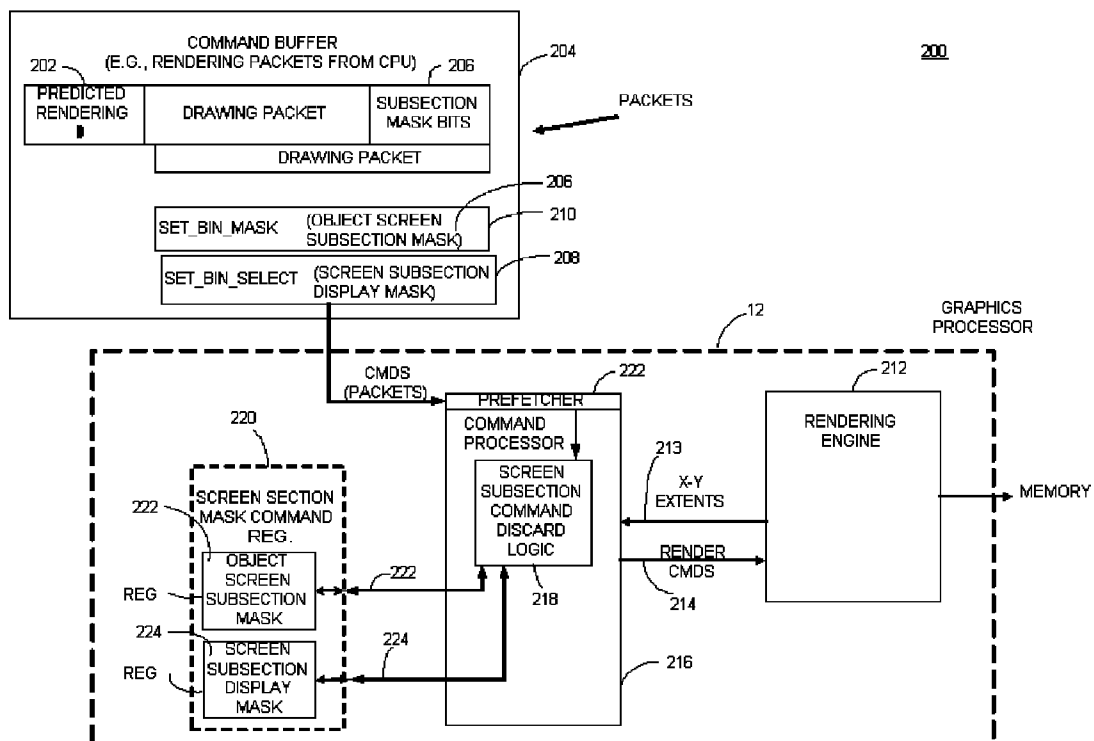 COMMAND BUFFER
(E.G., RENDERING PACKETS FROM CPU)
204
200
202
206
PREDICTED
RENDERING
DRAWING PACKET
SUBSECTION
MASK BITS
PACKETS
DRAWING PACKET
206
SET_BIN_MASK
(OBJECT SCREEN
SUBSECTION MASK)
210
SET_BIN_SELECT
(SCREEN SUBSECTION
DISPLAY MASK)
208
12
GRAPHICS
PROCESSOR
CMDS
(PACKETS)
222
212
PREFETCHER
COMMAND
PROCESSOR
RENDERING
ENGINE
220
SCREEN SECTION
MASK COMMAND
REG.
SCREEN
SUBSECTION
COMMAND
DISCARD
LOGIC
218
213
X-Y
EXTENTS
MEMORY
RENDER
CMDS
214
222
OBJECT
SCREEN
SUBSECTION
MASK
REG
222
224
SCREEN
SUBSECTION
DISPLAY
MASK
REG
224
216